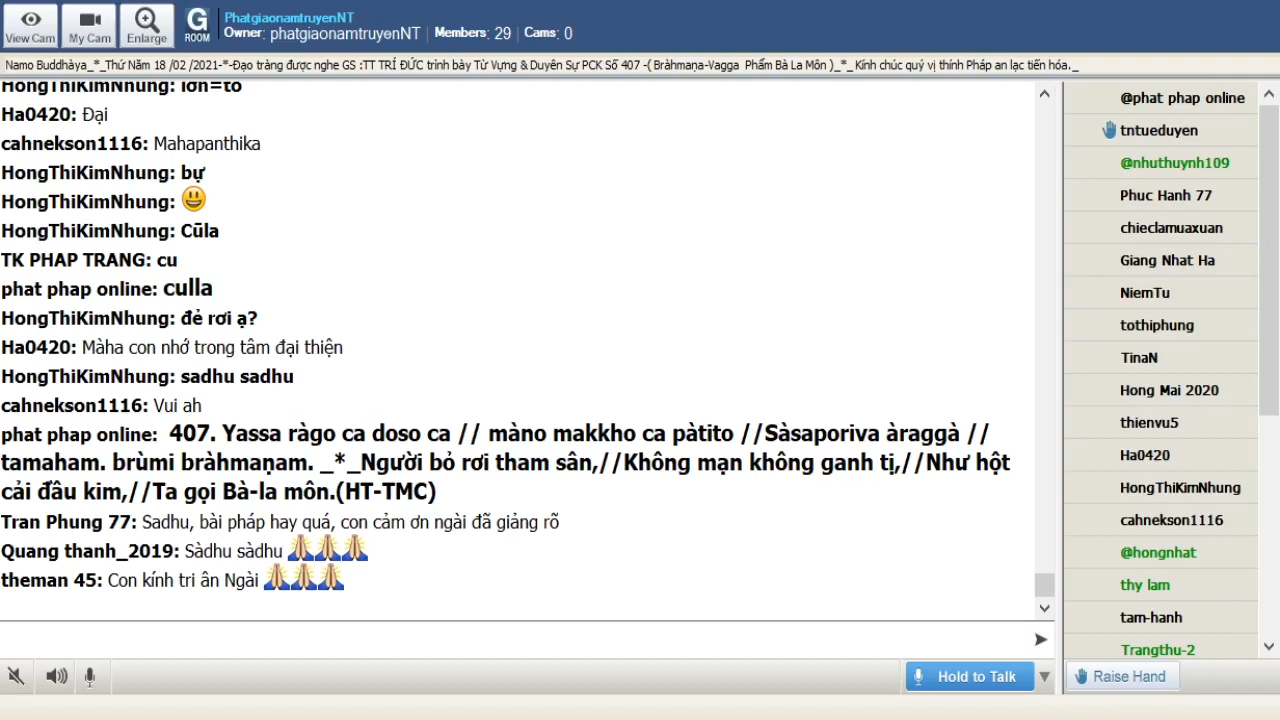 View Cam
My Cam
Enlarge
G
ROOM
PhatgiaonamtruyenNT
Owner: phatgiaonamtruyenNT | Members: 29 | Cams: 0
Namo Buddhàya_*_Thứ Năm 18 /02 /2021-*-Đạo tràng được nghe GS :TT TRÍ ĐỨC trình bày Từ Vựng & Duyên Sự PCK Số 407 -( Bràhmaṇa-Vagga Phẩm Bà La Môn )_*_Kính chúc quý vị thính Pháp an lạc tiến hóa._
HongThiKimNhung: lớn=to
Ha0420: Đại
cahnekson1116: Mahapanthika
HongThiKimNhung: bự
HongThiKimNhung: 😃
HongThiKimNhung: Cūla
TK PHAP TRANG: cu
phat phap online: culla
HongThiKimNhung: đẻ rơi ạ?
Ha0420: Màha con nhớ trong tâm đại thiện
HongThiKimNhung: sadhu sadhu
cahnekson1116: Vui ah
phat phap online: 407. Yassa ràgo ca doso ca // màno makkho ca pàtito //Sàsaporiva àraggà //
tamaham. brùmi bràhmaṇam. _*_Người bỏ rơi tham sân,//Không mạn không ganh tị,//Như hột
cải đầu kim,//Ta gọi Bà-la môn.(HT-TMC)
Tran Phung 77: Sadhu, bài pháp hay quá, con cảm ơn ngài đã giảng rõ
Quang thanh_2019: Sàdhu sàdhu 🙏🙏🙏
theman 45: Con kính tri ân Ngài 🙏🙏🙏
Hold to Talk
@phat phap online
tntueduyen
@nhuthuynh109
Phuc Hanh 77
chieclamuaxuan
Giang Nhat Ha
NiemTu
tothiphung
TinaN
Hong Mai 2020
thienvu5
Ha0420
HongThiKimNhung
cahnekson1116
@hongnhat
thy lam
tam-hanh
Trangthu-2
Raise Hand